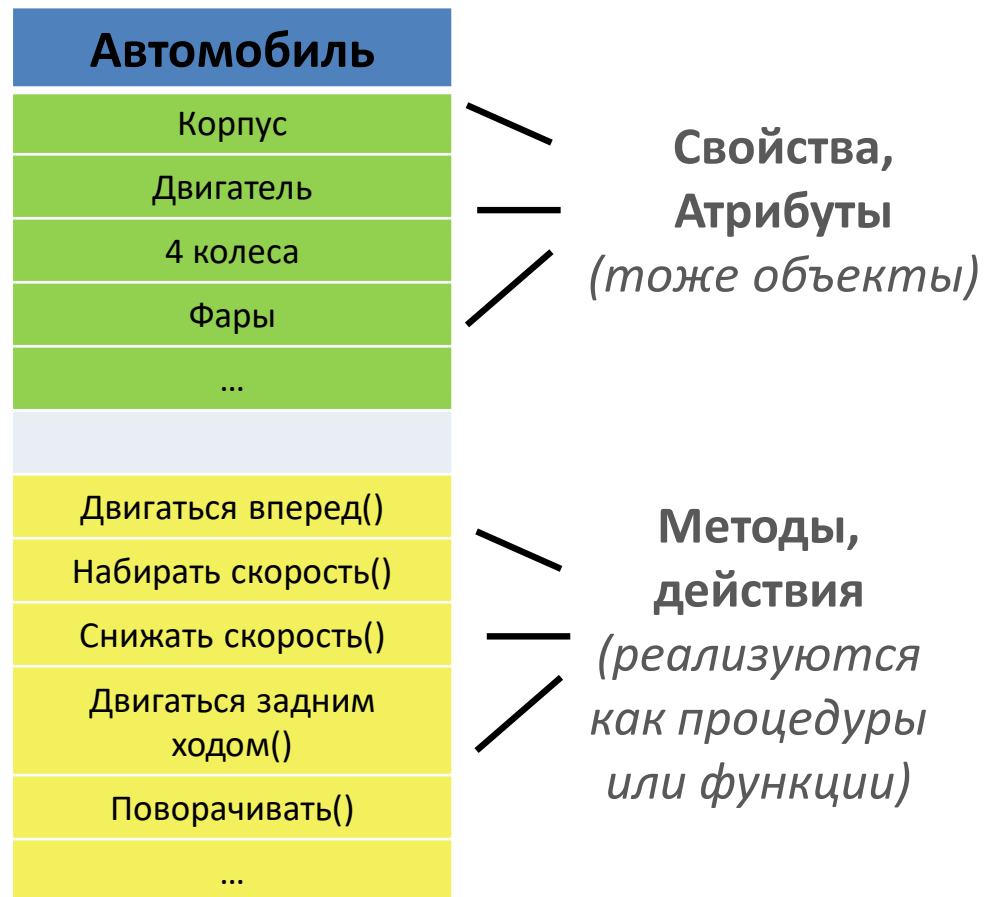 Автомобиль
Корпус
Двигатель
4 колеса
Фары
...
Свойства,
Атрибуты
(тоже объекты)
Двигаться вперед()
Набирать скорость()
Снижать скорость()
Двигаться задним
ходом()
Поворачивать()
...
Методы,
действия
(реализуются
как процедуры
или функции)